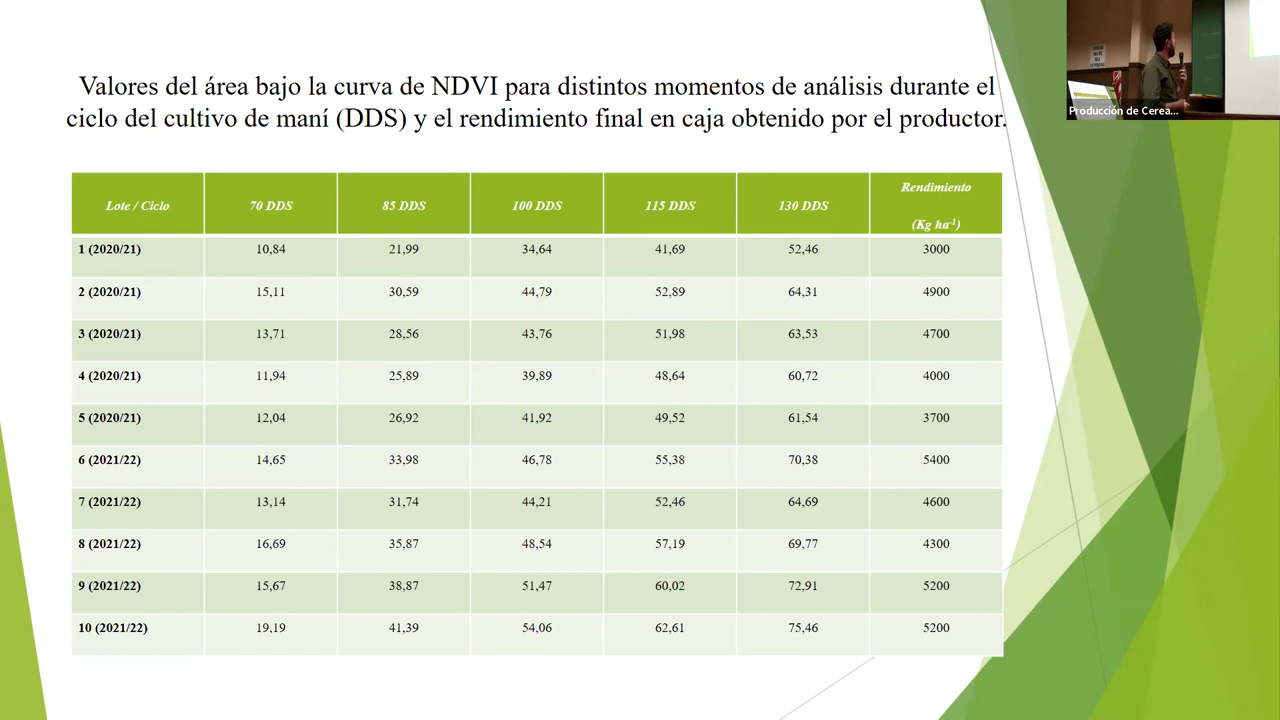 Valores del área bajo la curva de NDVI para distintos momentos de análisis durante el
ciclo del cultivo de maní (DDS) y el rendimiento final en caja obtenido por el productor.
Lote / Ciclo 70 DDS 85 DDS 100 DDS 115 DDS 130 DDS Rendimiento (Kg ha⁻¹)
1 (2020/21) 10,84 21,99 34,64 41,69 52,46 3000
2 (2020/21) 15,11 30,59 44,79 52,89 64,31 4900
3 (2020/21) 13,71 28,56 43,76 51,98 63,53 4700
4 (2020/21) 11,94 25,89 39,89 48,64 60,72 4000
5 (2020/21) 12,04 26,92 41,92 49,52 61,54 3700
6 (2021/22) 14,65 33,98 46,78 55,38 70,38 5400
7 (2021/22) 13,14 31,74 44,21 52,46 64,69 4600
8 (2021/22) 16,69 35,87 48,54 57,19 69,77 4300
9 (2021/22) 15,67 38,87 51,47 60,02 72,91 5200
10 (2021/22) 19,19 41,39 54,06 62,61 75,46 5200
Producción de Cerea...